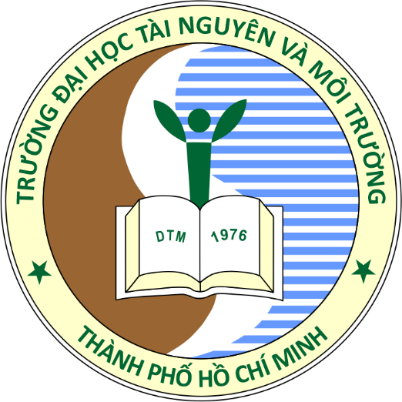 TRƯỜNG ĐẠI HỌC TÀI NGUYÊN VÀ MÔI TRƯỜNG
DTM 1976
THÀNH PHỐ HỒ CHÍ MINH